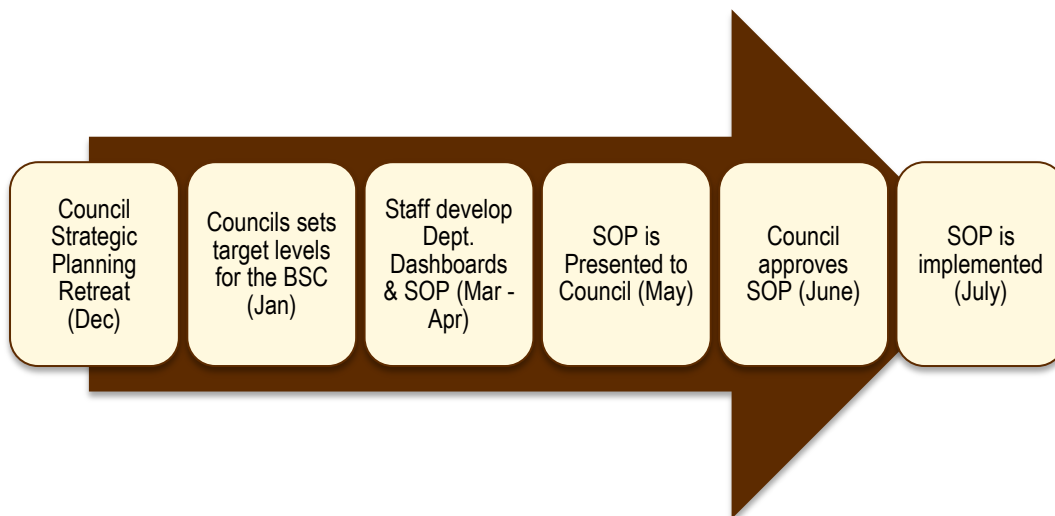 Council
Strategic
Planning
Retreat
(Dec)
Councils sets
target levels
for the BSC
(Jan)
Staff develop
Dept.
Dashboards
& SOP (Mar -
Apr)
SOP is
Presented to
Council (May)
Council
approves
SOP (June)
SOP is
implemented
(July)